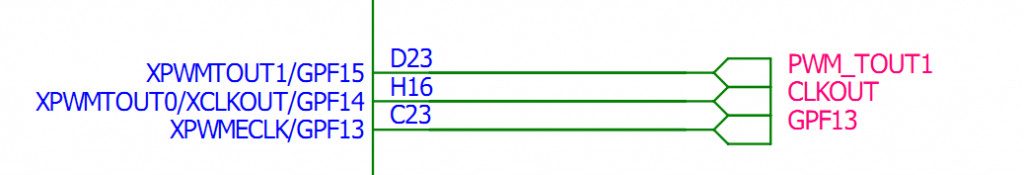 XPWMTOUT1/GPF15 D23 PWM_TOUT1
XPWMTOUT0/XCLKOUT/GPF14 H16 CLKOUT
XPWMECLK/GPF13 C23 GPF13